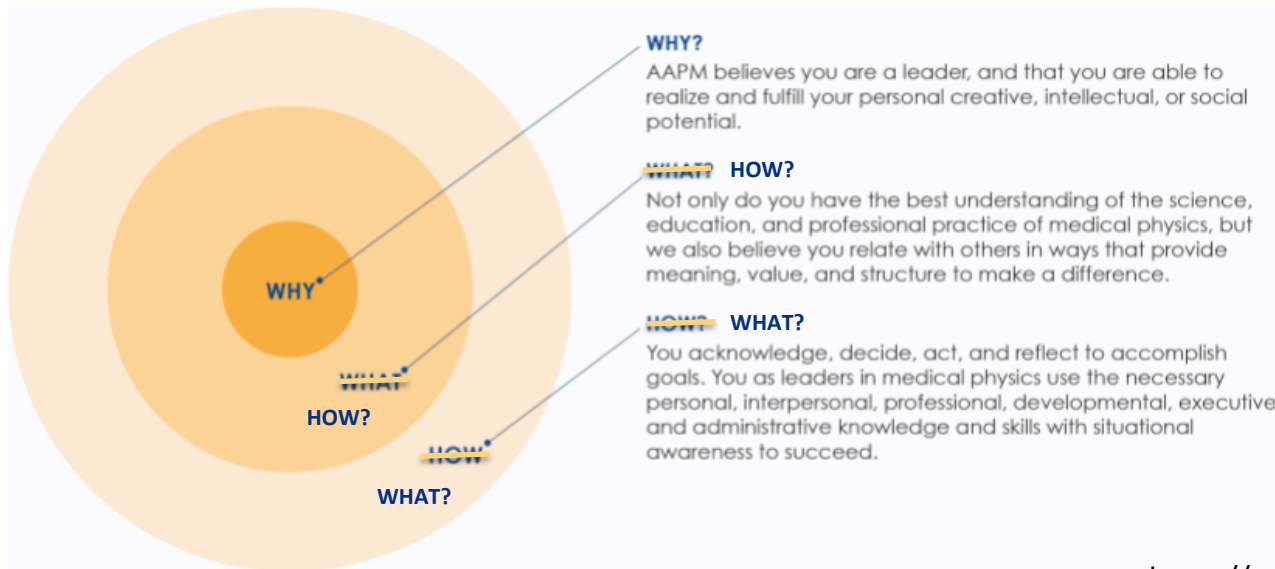 WHY?
AAPM believes you are a leader, and that you are able to
realize and fulfill your personal creative, intellectual, or social
potential.
WHAT? HOW?
Not only do you have the best understanding of the science,
education, and professional practice of medical physics, but
we also believe you relate with others in ways that provide
meaning, value, and structure to make a difference.
HOW? WHAT?
You acknowledge, decide, act, and reflect to accomplish
goals. You as leaders in medical physics use the necessary
personal, interpersonal, professional, developmental, executive
and administrative knowledge and skills with situational
awareness to succeed.
WHY
WHAT
HOW?
HOW
WHAT?